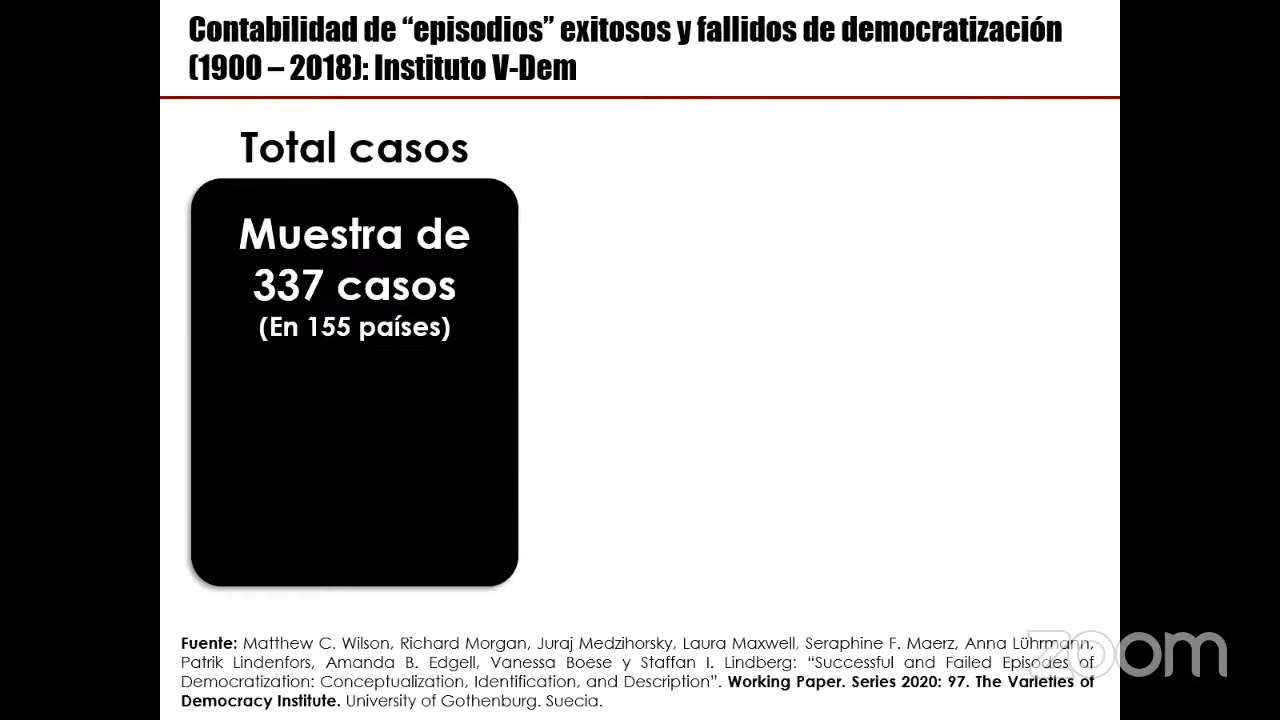 Contabilidad de “episodios” exitosos y fallidos de democratización
(1900 – 2018): Instituto V-Dem
Total casos
Muestra de
337 casos
(En 155 países)
Fuente: Matthew C. Wilson, Richard Morgan, Juraj Medzihorsky, Laura Maxwell, Seraphine F. Maerz, Anna Lührmann,
Patrik Lindenfors, Amanda B. Edgell, Vanessa Boese y Staffan I. Lindberg: “Successful and Failed Episodes of
Democratization: Conceptualization, Identification, and Description”. Working Paper. Series 2020: 97. The Varieties of
Democracy Institute. University of Gothenburg. Suecia.
zoom